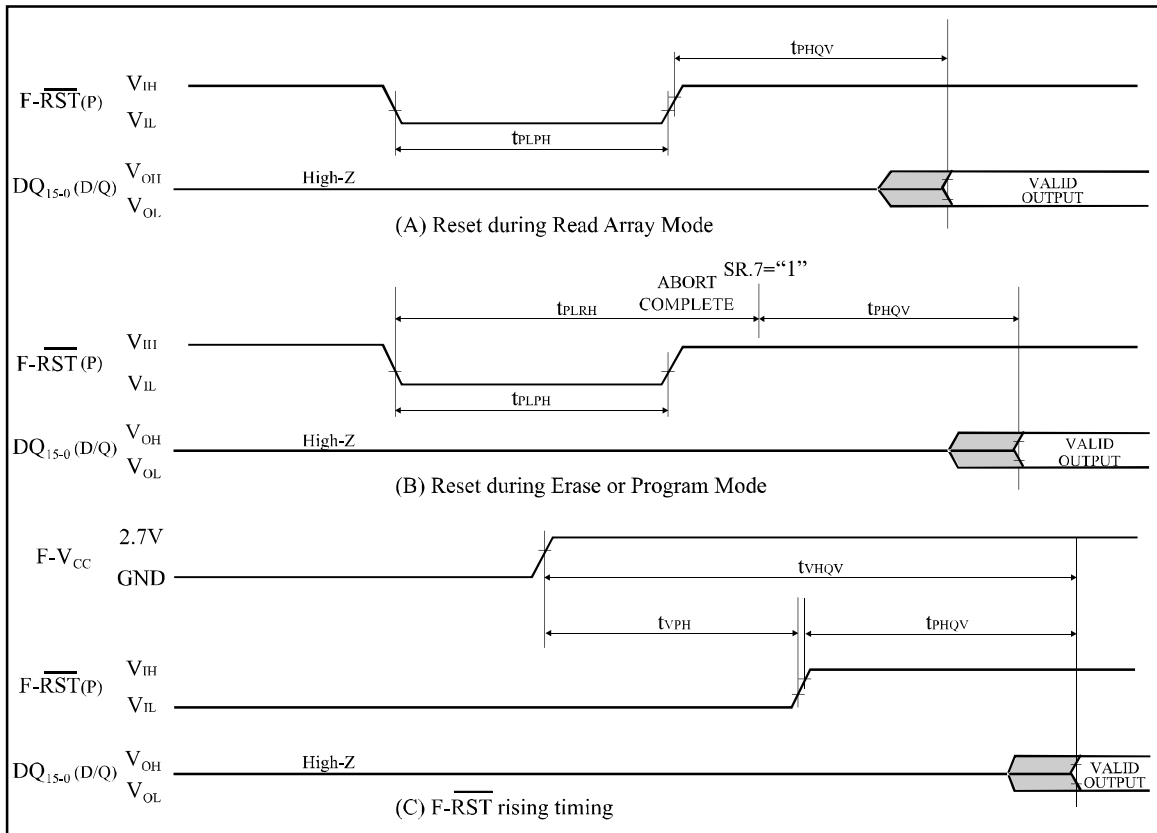 tPHQV
VIH
F-RST(P)
VIL
tPLPH
VOH
DQ15-0 (D/Q)
High-Z
VOL
VALID
OUTPUT
(A) Reset during Read Array Mode
SR.7=“1”
ABORT
COMPLETE
tPLRH
tPHQV
VIH
F-RST(P)
VIL
tPLPH
VOH
DQ15-0 (D/Q)
High-Z
VOL
VALID
OUTPUT
(B) Reset during Erase or Program Mode
2.7V
F-VCC
GND
tVHQV
tVPH
tPHQV
VIH
F-RST(P)
VIL
VOH
DQ15-0 (D/Q)
High-Z
VOL
VALID
OUTPUT
(C) F-RST rising timing